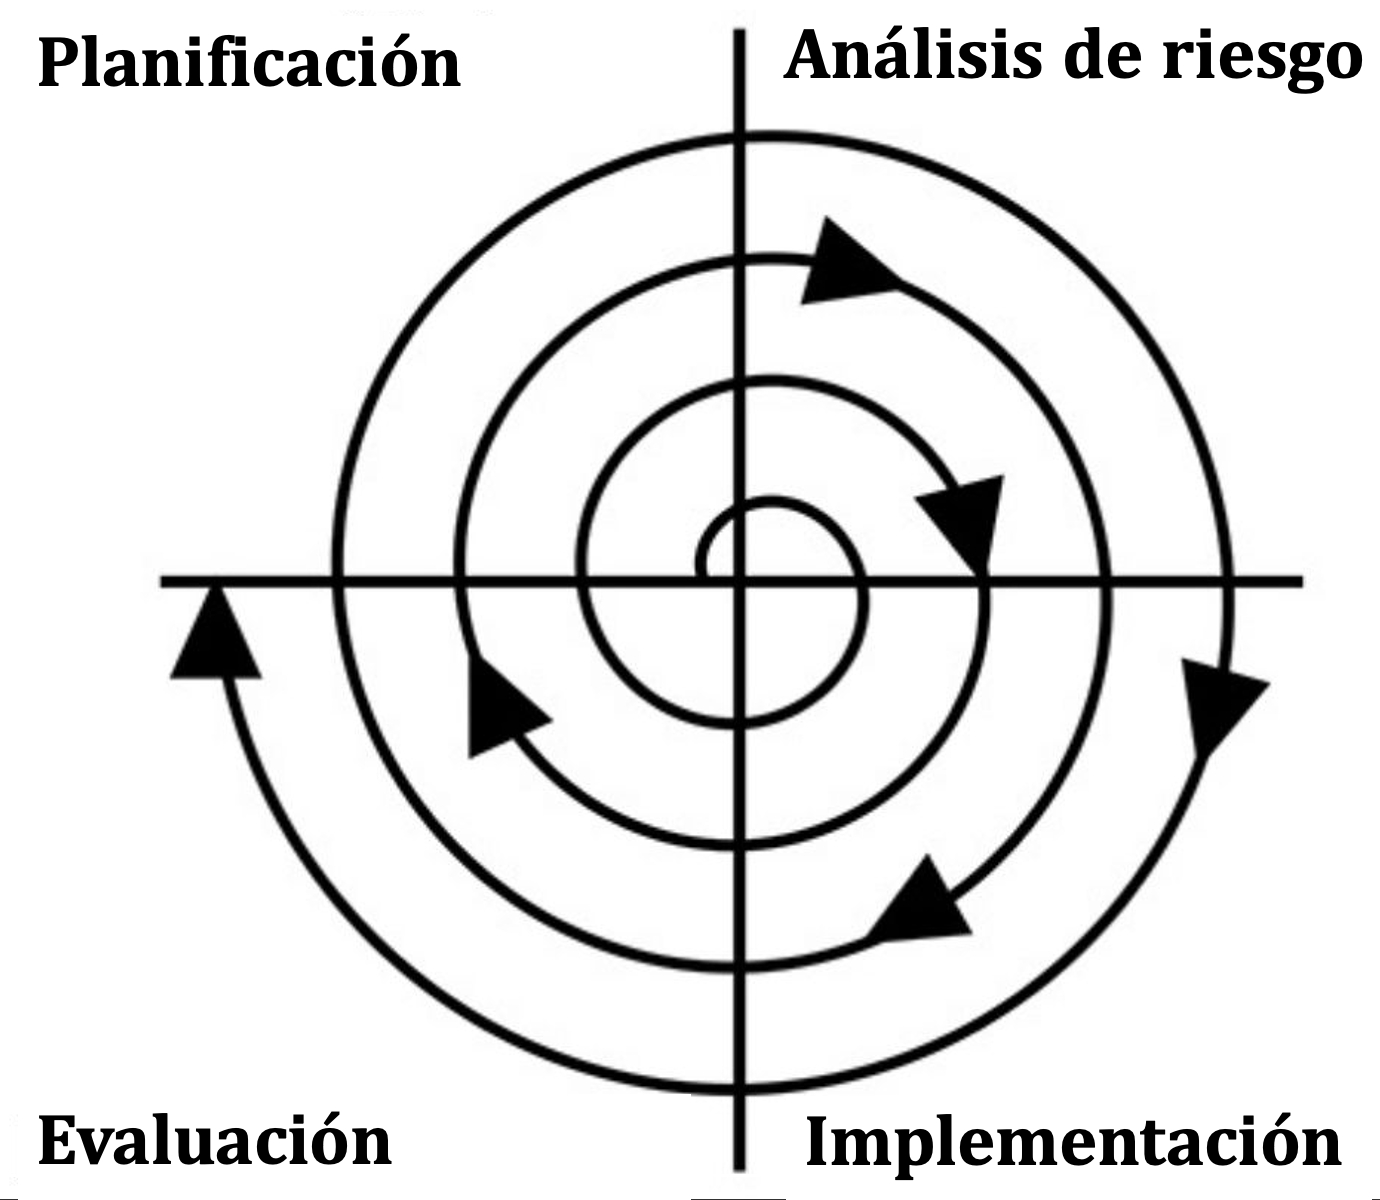 Planificación
Análisis de riesgo
Evaluación
Implementación